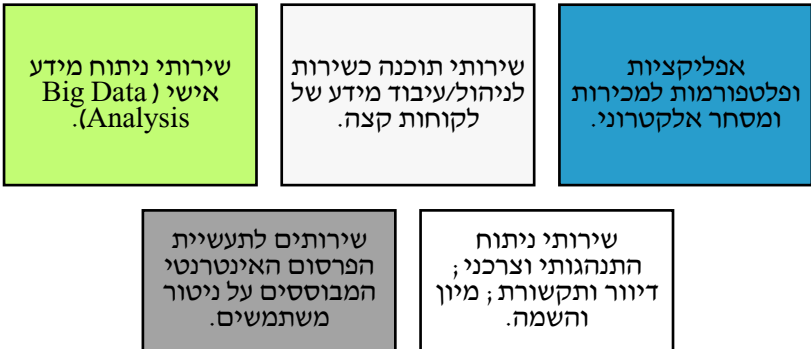 אפליקציות
ופלטפורמות למכירות
ומסחר אלקטרוני.
שירותי תוכנה כשירות
לניהול/עיבוד מידע של
לקוחות קצה.
שירותי ניתוח מידע
אישי (Big Data
Analysis).
שירותי ניתוח
התנהגותי וצרכני;
דיוור ותקשורת; מיון
והשמה.
שירותים לתעשיית
הפרסום האינטרנטי
המבוססים על ניטור
משתמשים.